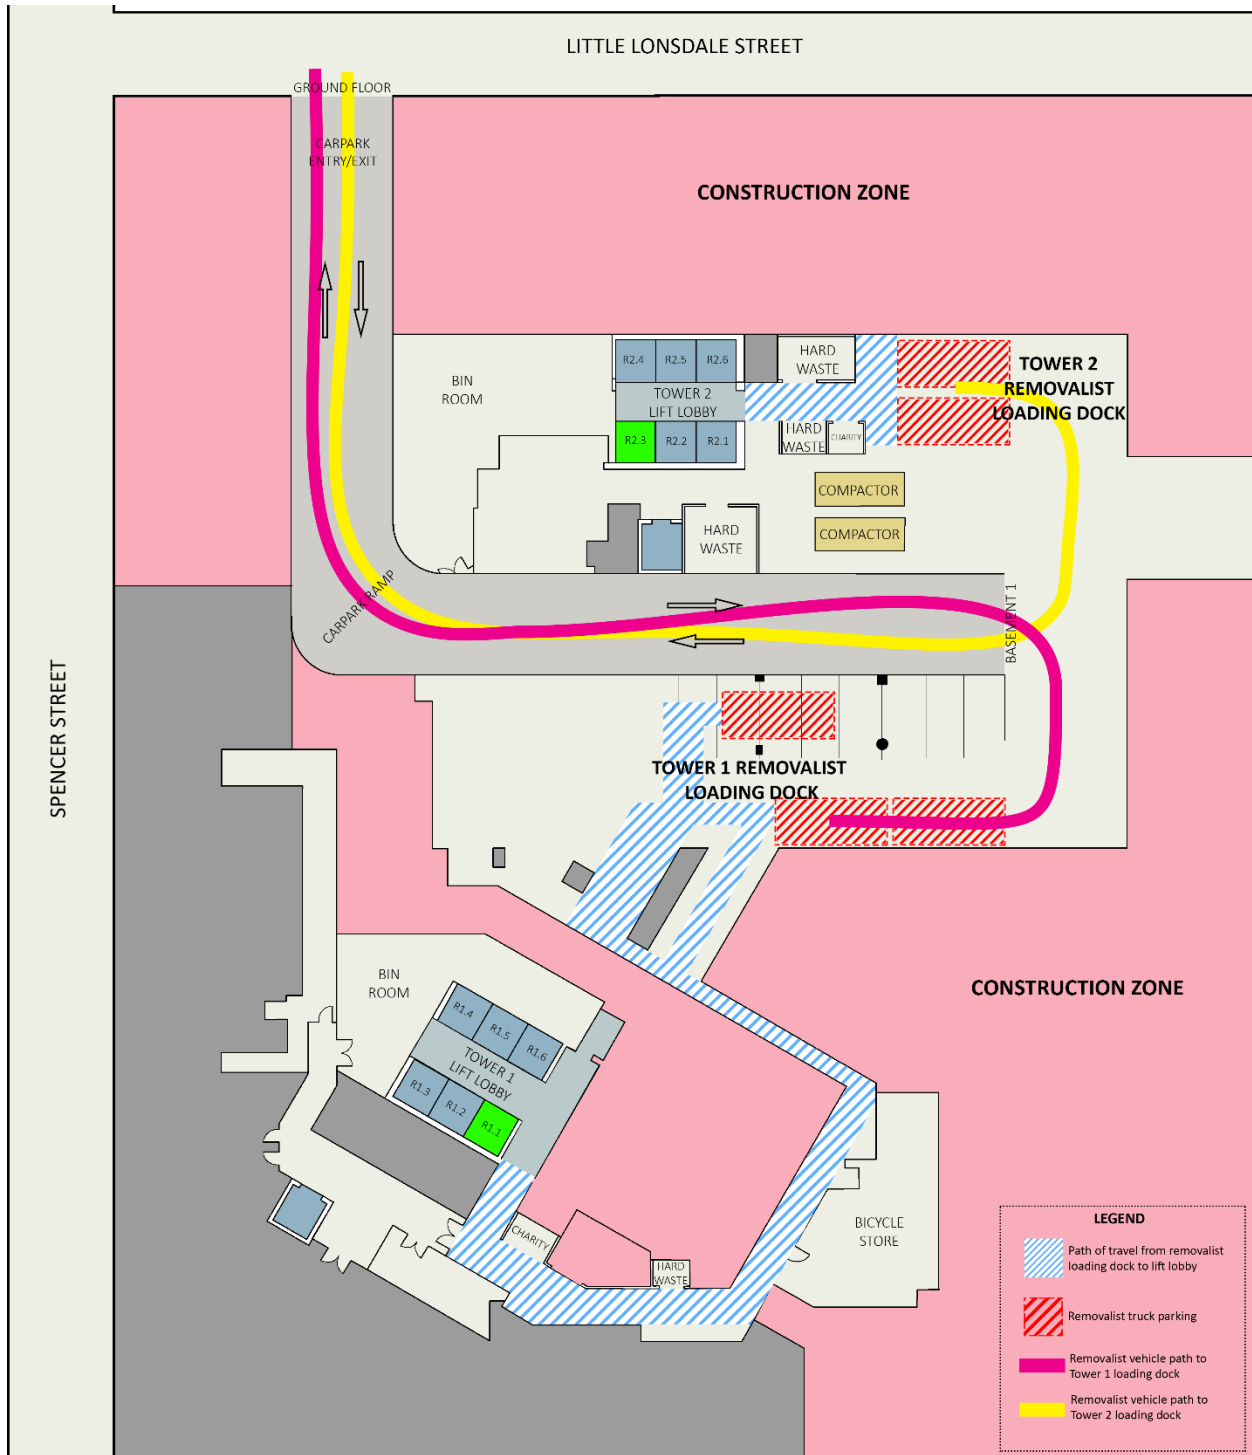 LITTLE LONSDALE STREET
GROUND FLOOR
CARPARK
ENTRY/EXIT
CONSTRUCTION ZONE
R2.4
R2.5
R2.6
HARD
WASTE
TOWER 2
REMOVALIST
LOADING DOCK
BIN
ROOM
TOWER 2
LIFT LOBBY
R2.3
R2.2
R2.1
HARD
WASTE
CHARITY
COMPACTOR
COMPACTOR
HARD
WASTE
CARPARK RAMP
BASEMENT 1
SPENCER STREET
TOWER 1 REMOVALIST
LOADING DOCK
BIN
ROOM
CONSTRUCTION ZONE
R1.4
R1.5
R1.6
TOWER 1
LIFT LOBBY
R1.3
R1.2
R1.1
CHARITY
HARD
WASTE
BICYCLE
STORE
LEGEND
Path of travel from removalist
loading dock to lift lobby
Removalist truck parking
Removalist vehicle path to
Tower 1 loading dock
Removalist vehicle path to
Tower 2 loading dock